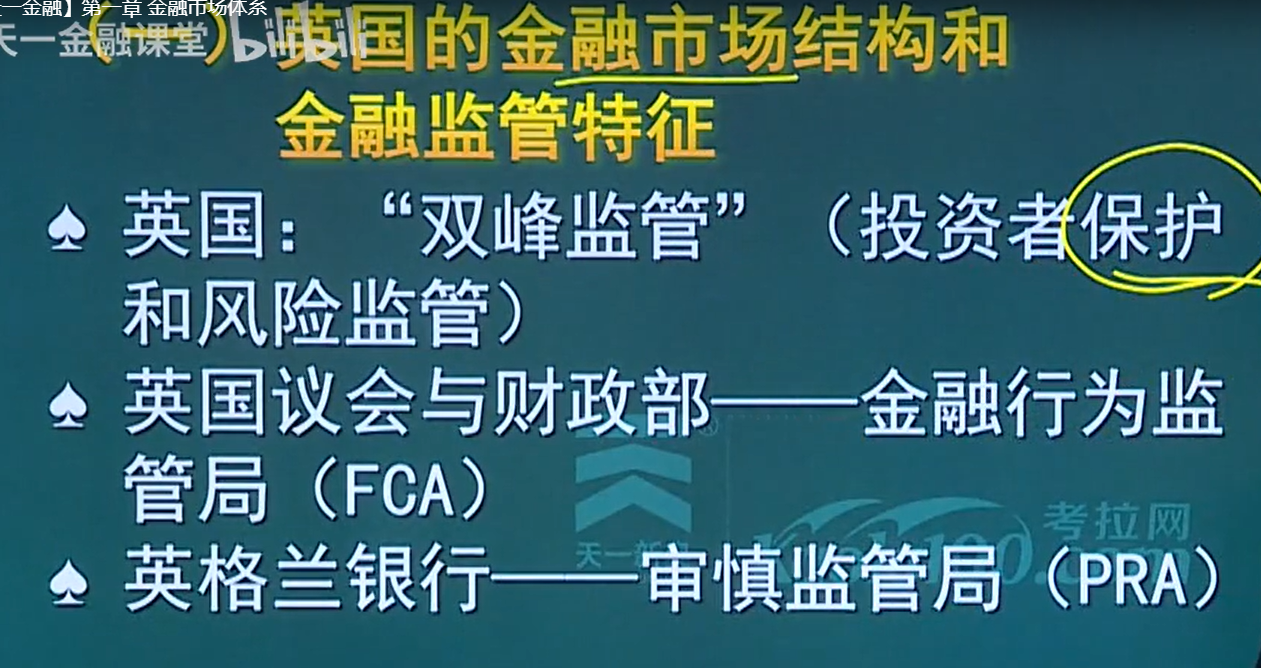 一金融】第一章 金融市场体系
天一金融课堂 bilibili
（一）英国的金融市场结构和
金融监管特征
♠ 英国：“双峰监管”（投资者保护
和风险监管）
♠ 英国议会与财政部——金融行为监
管局（FCA）
♠ 英格兰银行——审慎监管局（PRA）
考拉网